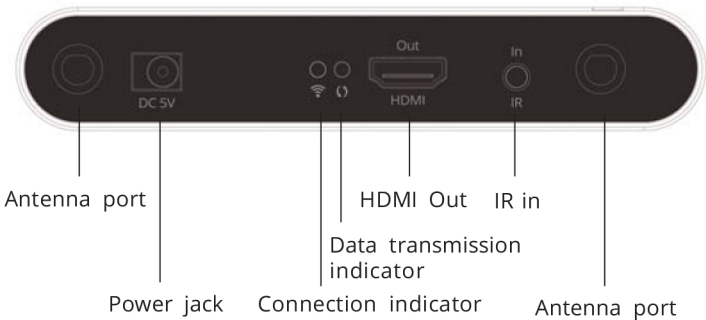 Out
In
DC 5V
HDMI
IR
Antenna port
HDMI Out
IR in
Data transmission
indicator
Power jack
Connection indicator
Antenna port